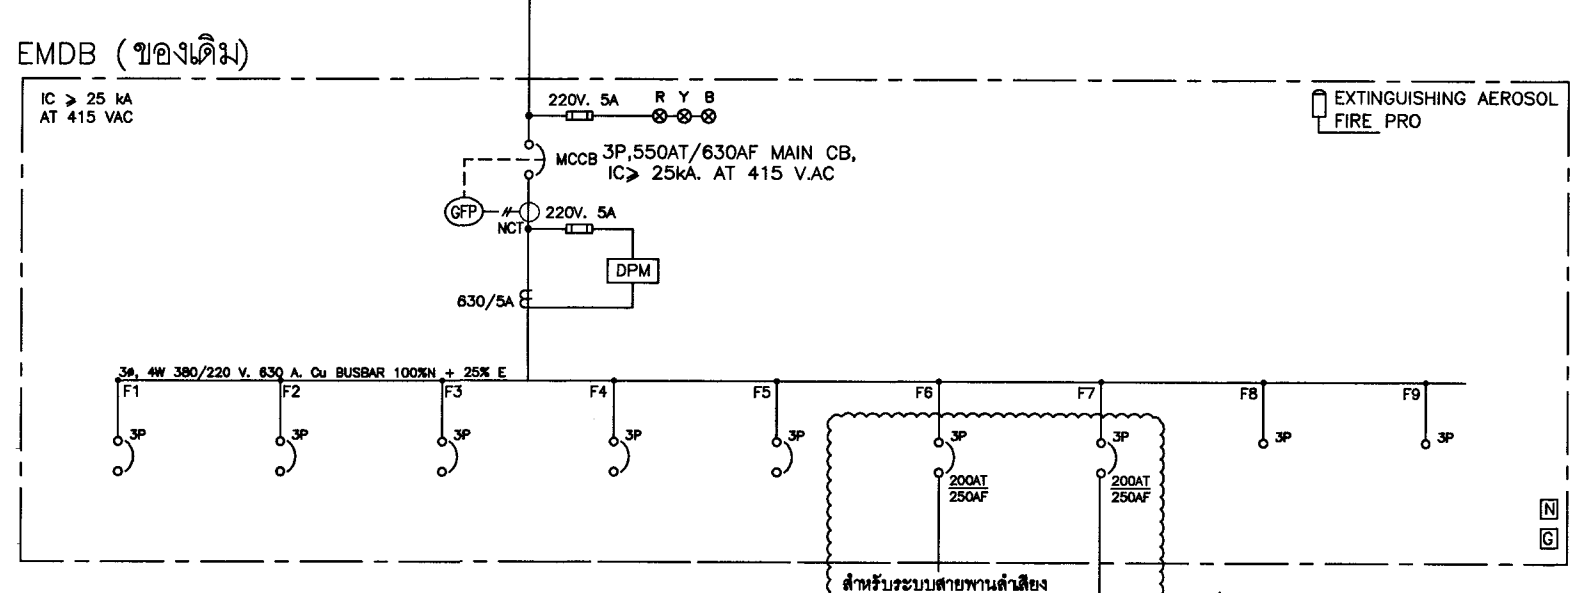 EMDB (ของเดิม)
IC ⩾ 25 kA
AT 415 VAC
220V. 5A
R Y B
EXTINGUISHING AEROSOL
FIRE PRO
MCCB
3P,550AT/630AF MAIN CB,
IC⩾ 25kA. AT 415 V.AC
GFP
NCT
220V. 5A
DPM
630/5A
3ø, 4W 380/220 V. 630 A. Cu BUSBAR 100%N + 25% E
F1 F2 F3 F4 F5 F6 F7 F8 F9
3P 3P 3P 3P 3P 3P 3P 3P 3P
200AT 200AT
250AF 250AF
N
G
สำหรับระบบสายพานลำเลียง